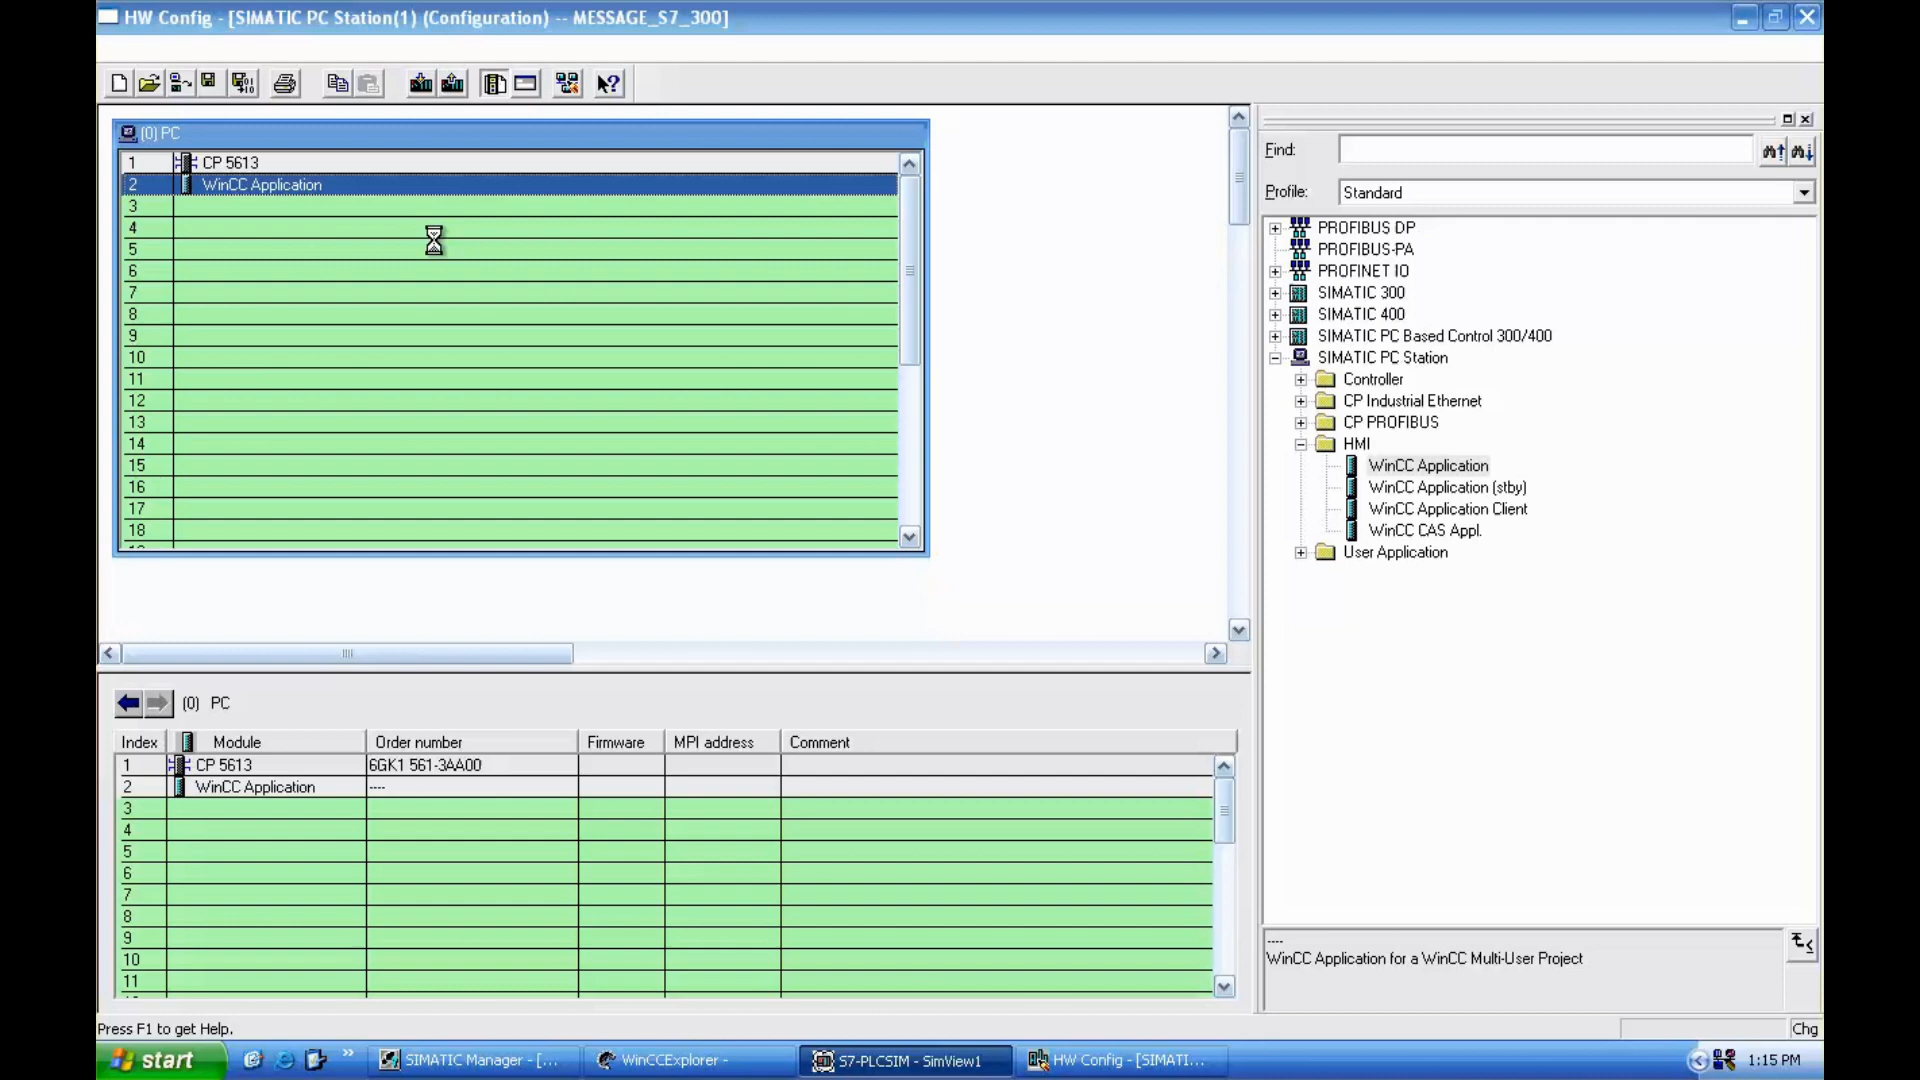 HW Config - [SIMATIC PC Station(1) (Configuration) -- MESSAGE_S7_300]
(0) PC
1 CP 5613
2 WinCC Application
3
4
5
6
7
8
9
10
11
12
13
14
15
16
17
18
Find:
Profile: Standard
PROFIBUS DP
PROFIBUS-PA
PROFINET IO
SIMATIC 300
SIMATIC 400
SIMATIC PC Based Control 300/400
SIMATIC PC Station
Controller
CP Industrial Ethernet
CP PROFIBUS
HMI
WinCC Application
WinCC Application (stby)
WinCC Application Client
WinCC CAS Appl.
User Application
----
WinCC Application for a WinCC Multi-User Project
(0) PC
Index Module Order number Firmware MPI address Comment
1 CP 5613 6GK1 561-3AA00
2 WinCC Application ----
3
4
5
6
7
8
9
10
11
Press F1 to get Help.
Chg
start » SIMATIC Manager - [... WinCCExplorer - S7-PLCSIM - SimView1 HW Config - [SIMATI... 1:15 PM